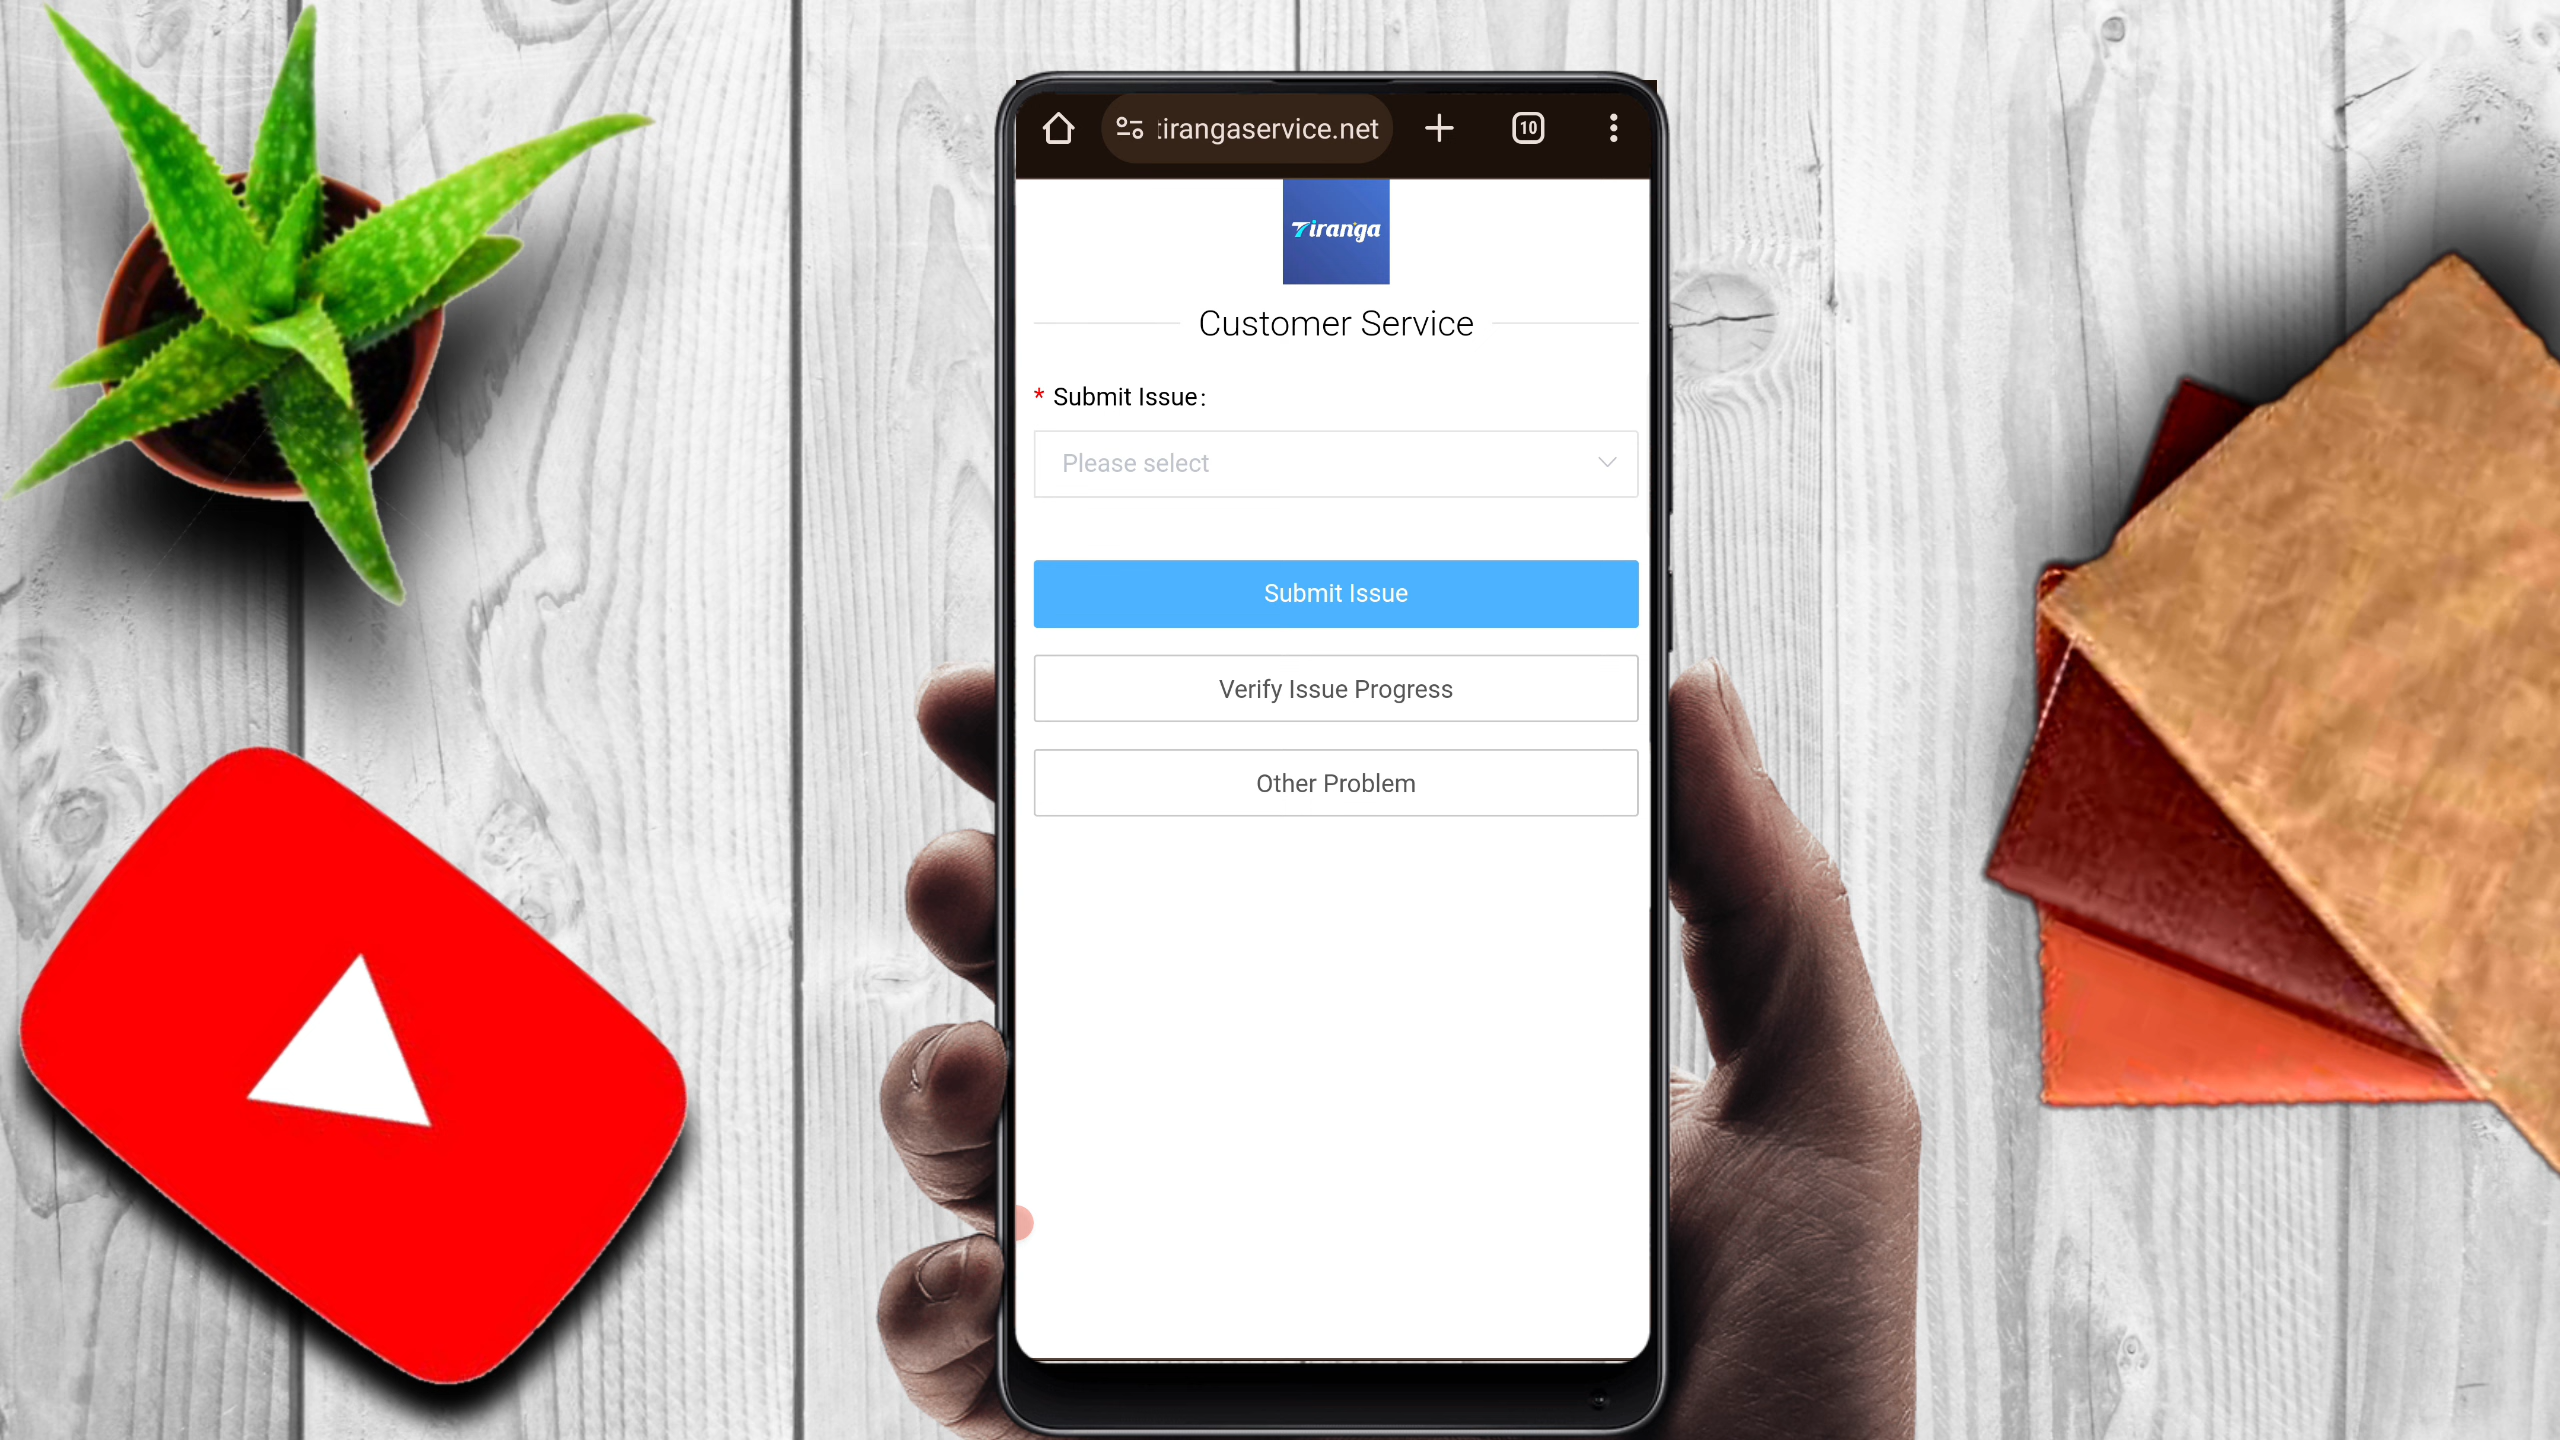 tirangaservice.net
10
Tiranga
Customer Service
* Submit Issue:
Please select
Submit Issue
Verify Issue Progress
Other Problem